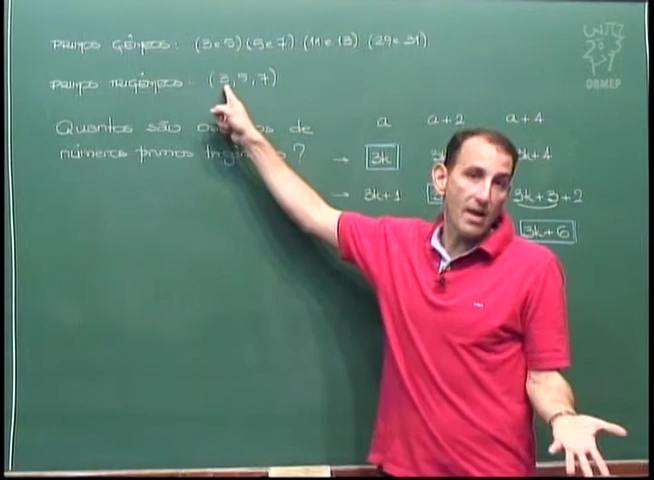 PRIMOS GÊMEOS: (3 e 5) (5 e 7) (11 e 13) (29 e 31)
PRIMOS TRIGÊMEOS: (3, 5, 7)
Quantos são os de
números primos ?
a a+2 a+4
→ 3k 3k+4
→ 3k+1 3k+3+2
3k+6
OBMEP